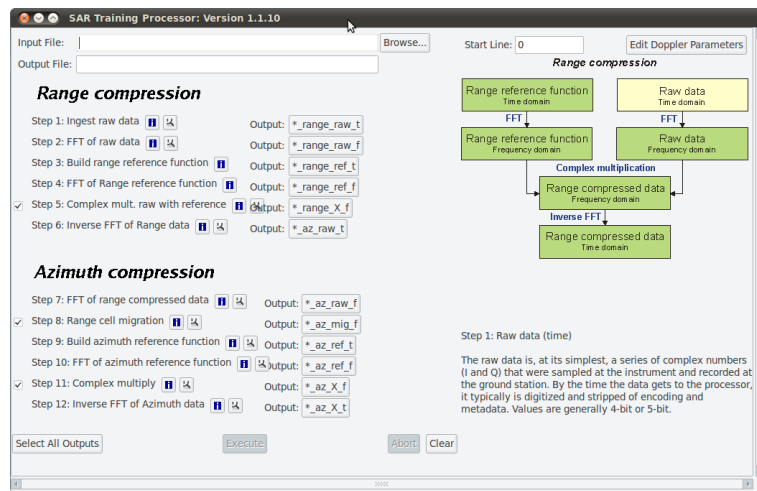 SAR Training Processor: Version 1.1.10
Input File: Browse... Start Line: 0 Edit Doppler Parameters
Output File:
Range compression
Step 1: Ingest raw data Output: *_range_raw_t
Step 2: FFT of raw data Output: *_range_raw_f
Step 3: Build range reference function Output: *_range_ref_t
Step 4: FFT of Range reference function Output: *_range_ref_f
Step 5: Complex mult. raw with reference Output: *_range_X_f
Step 6: Inverse FFT of Range data Output: *_az_raw_t
Azimuth compression
Step 7: FFT of range compressed data Output: *_az_raw_f
Step 8: Range cell migration Output: *_az_mig_f
Step 9: Build azimuth reference function Output: *_az_ref_t
Step 10: FFT of azimuth reference function Output: *_az_ref_f
Step 11: Complex multiply Output: *_az_X_f
Step 12: Inverse FFT of Azimuth data Output: *_az_X_t
Select All Outputs Execute Abort Clear
Range compression
Range reference function Raw data
Time domain Time domain
FFT FFT
Range reference function Raw data
Frequency domain Frequency domain
Complex multiplication
Range compressed data
Frequency domain
Inverse FFT
Range compressed data
Time domain
Step 1: Raw data (time)
The raw data is, at its simplest, a series of complex numbers
(I and Q) that were sampled at the instrument and recorded at
the ground station. By the time the data gets to the processor,
it typically is digitized and stripped of encoding and
metadata. Values are generally 4-bit or 5-bit.